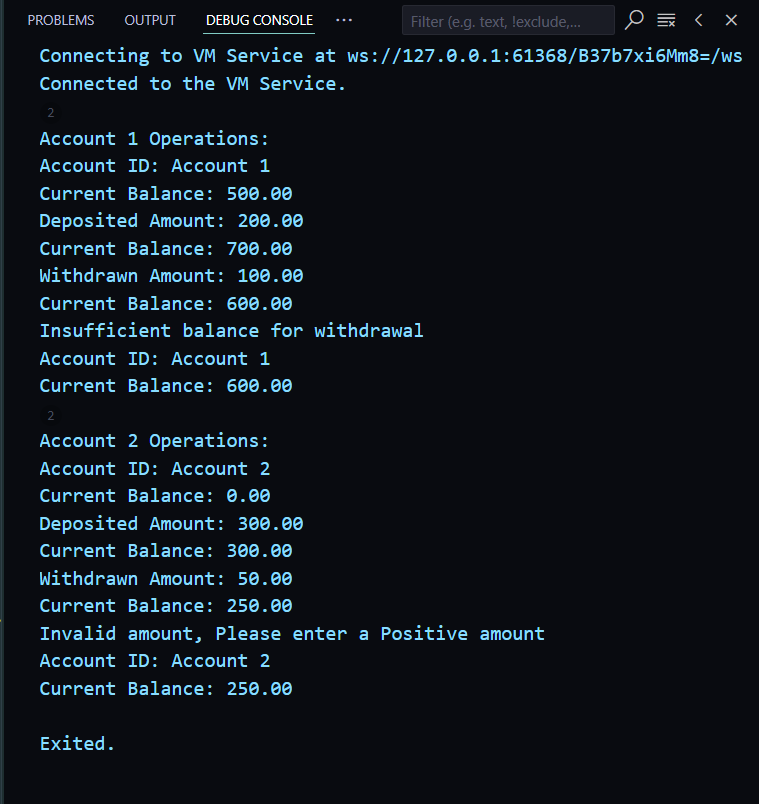 PROBLEMS OUTPUT DEBUG CONSOLE ··· Filter (e.g. text, !exclude,...
Connecting to VM Service at ws://127.0.0.1:61368/B37b7xi6Mm8=/ws
Connected to the VM Service.
2
Account 1 Operations:
Account ID: Account 1
Current Balance: 500.00
Deposited Amount: 200.00
Current Balance: 700.00
Withdrawn Amount: 100.00
Current Balance: 600.00
Insufficient balance for withdrawal
Account ID: Account 1
Current Balance: 600.00
2
Account 2 Operations:
Account ID: Account 2
Current Balance: 0.00
Deposited Amount: 300.00
Current Balance: 300.00
Withdrawn Amount: 50.00
Current Balance: 250.00
Invalid amount, Please enter a Positive amount
Account ID: Account 2
Current Balance: 250.00
Exited.